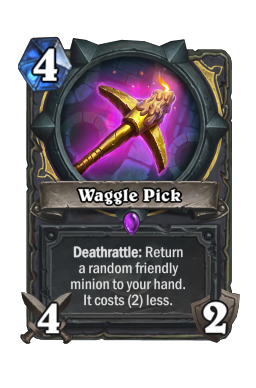 4
Waggle Pick
Deathrattle: Return
a random friendly
minion to your hand.
It costs (2) less.
4
2